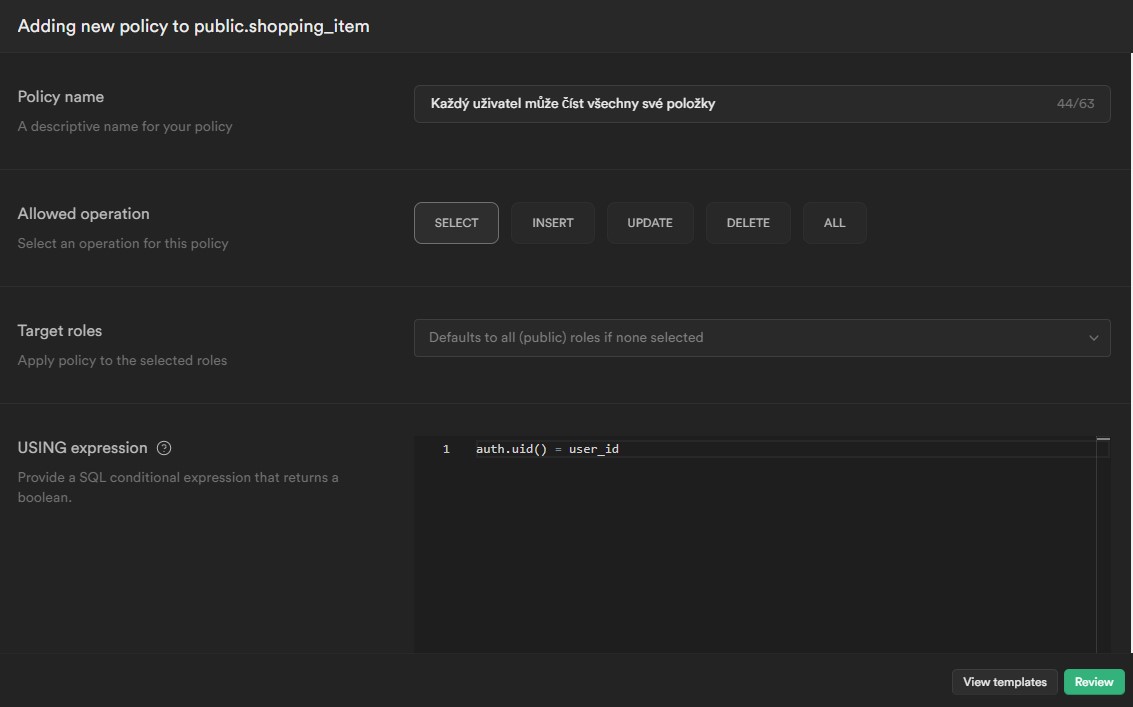 Adding new policy to public.shopping_item
Policy name
Každý uživatel může číst všechny své položky
44/63
A descriptive name for your policy
Allowed operation
SELECT
INSERT
UPDATE
DELETE
ALL
Select an operation for this policy
Target roles
Defaults to all (public) roles if none selected
Apply policy to the selected roles
USING expression
1
auth.uid() = user_id
Provide a SQL conditional expression that returns a
boolean.
View templates
Review